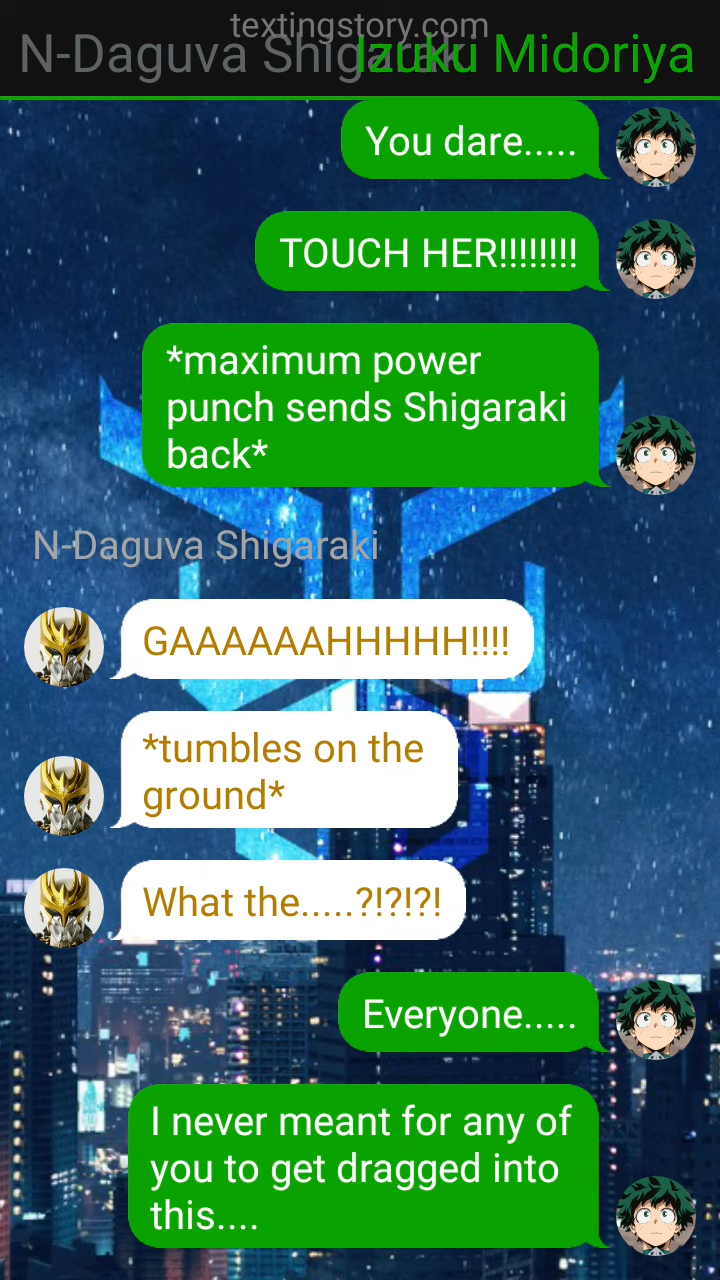 textingstory.com
N-Daguva Shigaraki
Izuku Midoriya
You dare.....
TOUCH HER!!!!!!!!
*maximum power
punch sends Shigaraki
back*
N-Daguva Shigaraki
GAAAAAAHHHHH!!!!
*tumbles on the
ground*
What the.....?!?!?!
Everyone.....
I never meant for any of
you to get dragged into
this....